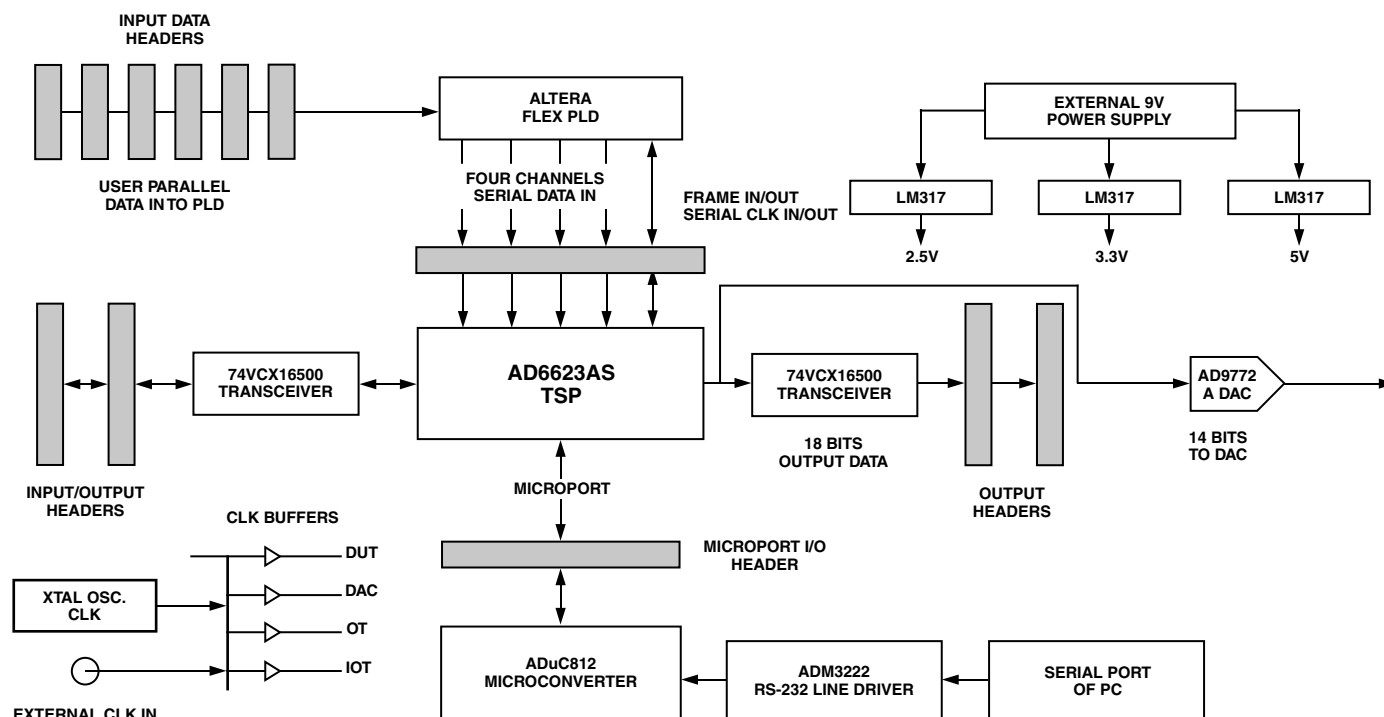 INPUT DATA
HEADERS
ALTERA
FLEX PLD
EXTERNAL 9V
POWER SUPPLY
USER PARALLEL
DATA IN TO PLD
FOUR CHANNELS
SERIAL DATA IN
FRAME IN/OUT
SERIAL CLK IN/OUT
LM317
LM317
LM317
2.5V
3.3V
5V
74VCX16500
TRANSCEIVER
AD6623AS
TSP
74VCX16500
TRANSCEIVER
AD9772
A DAC
18 BITS
OUTPUT DATA
14 BITS
TO DAC
INPUT/OUTPUT
HEADERS
MICROPORT
OUTPUT
HEADERS
CLK BUFFERS
DUT
DAC
OT
IOT
XTAL OSC.
CLK
EXTERNAL CLK IN
MICROPORT I/O
HEADER
ADuC812
MICROCONVERTER
ADM3222
RS-232 LINE DRIVER
SERIAL PORT
OF PC